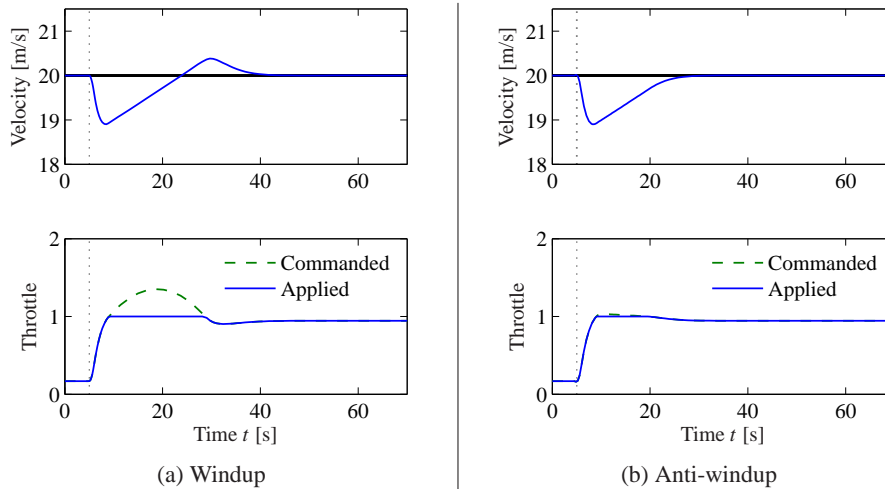 21
20
19
18
Velocity [m/s]
0 20 40 60
2
1
0
Throttle
Commanded
Applied
0 20 40 60
Time t [s]
(a) Windup
21
20
19
18
Velocity [m/s]
0 20 40 60
2
1
0
Throttle
Commanded
Applied
0 20 40 60
Time t [s]
(b) Anti-windup